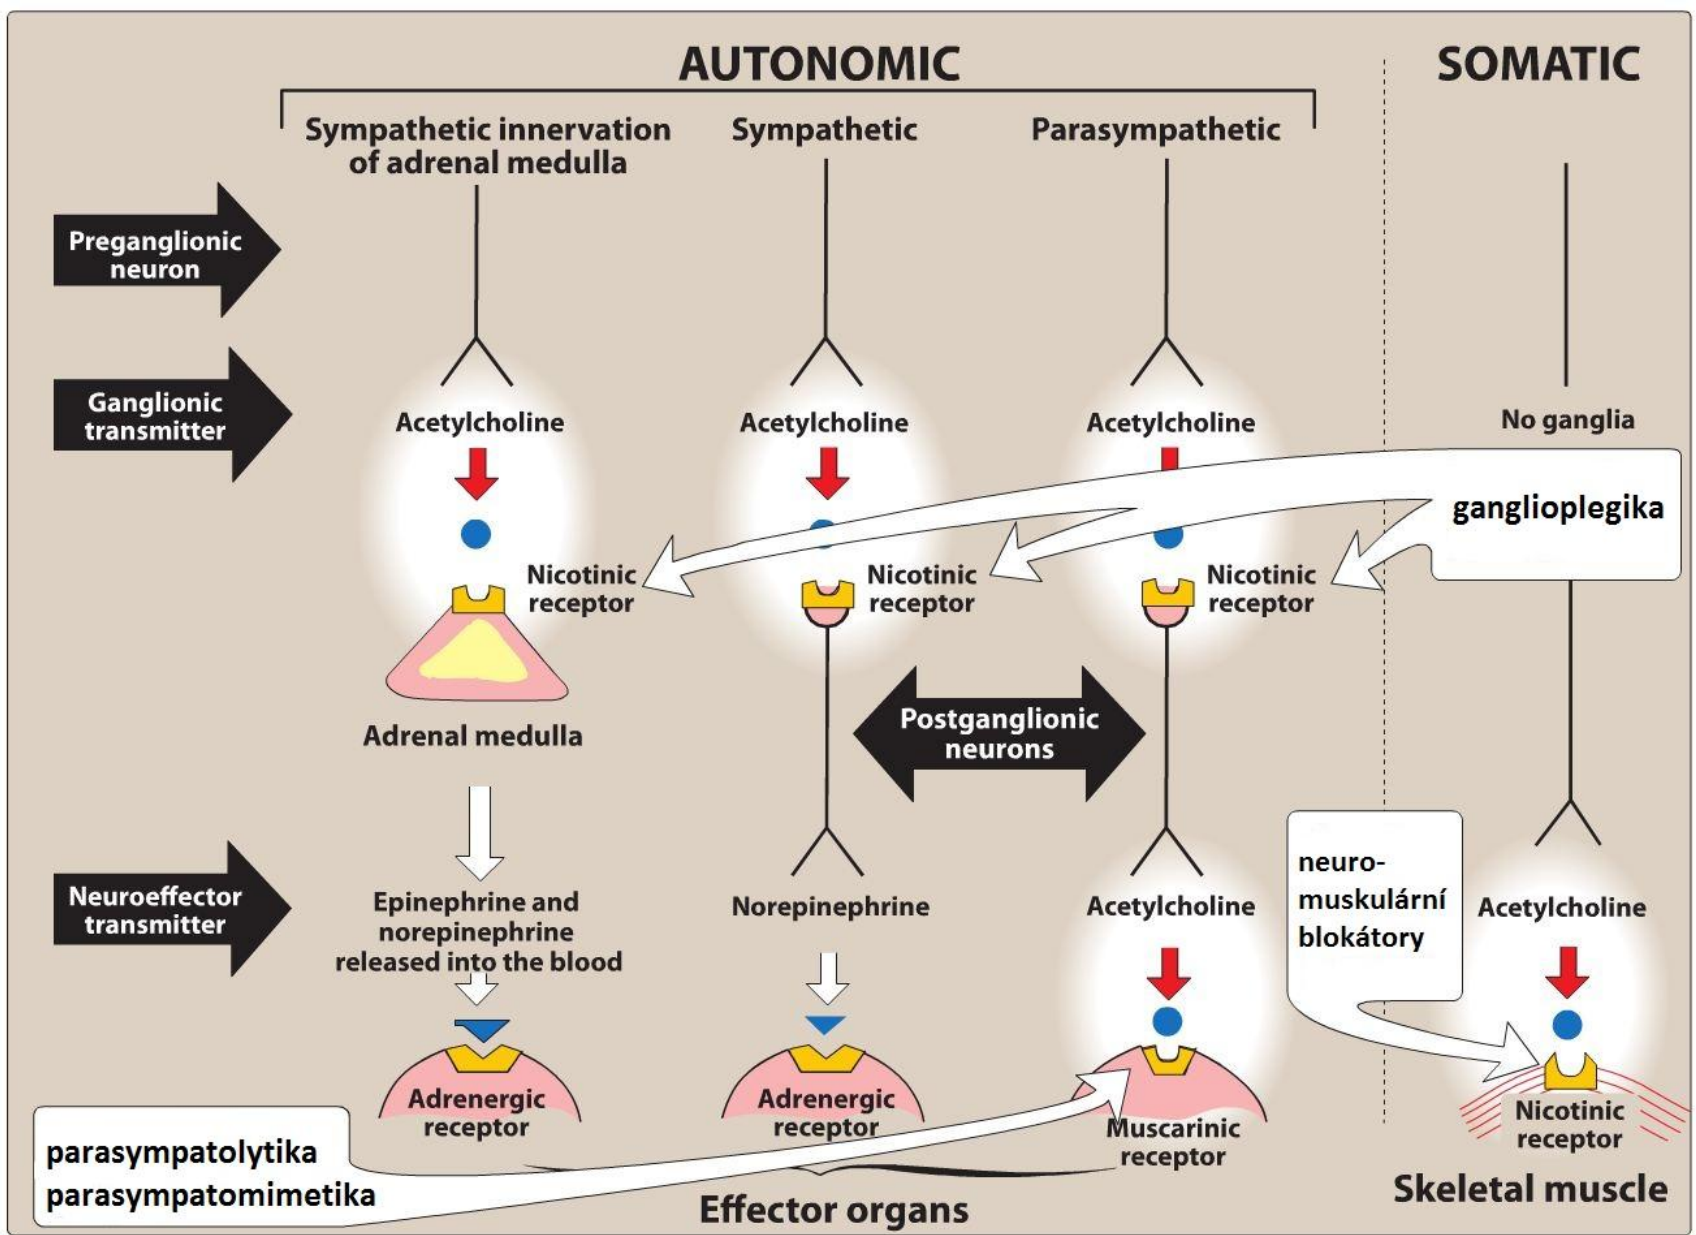 AUTONOMIC
SOMATIC
Sympathetic innervation
of adrenal medulla
Sympathetic
Parasympathetic
Preganglionic
neuron
Ganglionic
transmitter
Acetylcholine
Acetylcholine
Acetylcholine
No ganglia
ganglioplegika
Nicotinic
receptor
Nicotinic
receptor
Nicotinic
receptor
Adrenal medulla
Postganglionic
neurons
Neuroeffector
transmitter
Epinephrine and
norepinephrine
released into the blood
Norepinephrine
Acetylcholine
neuro-
muskulární
blokátory
Acetylcholine
Adrenergic
receptor
Adrenergic
receptor
Muscarinic
receptor
Nicotinic
receptor
parasympatolytika
parasympatomimetika
Effector organs
Skeletal muscle